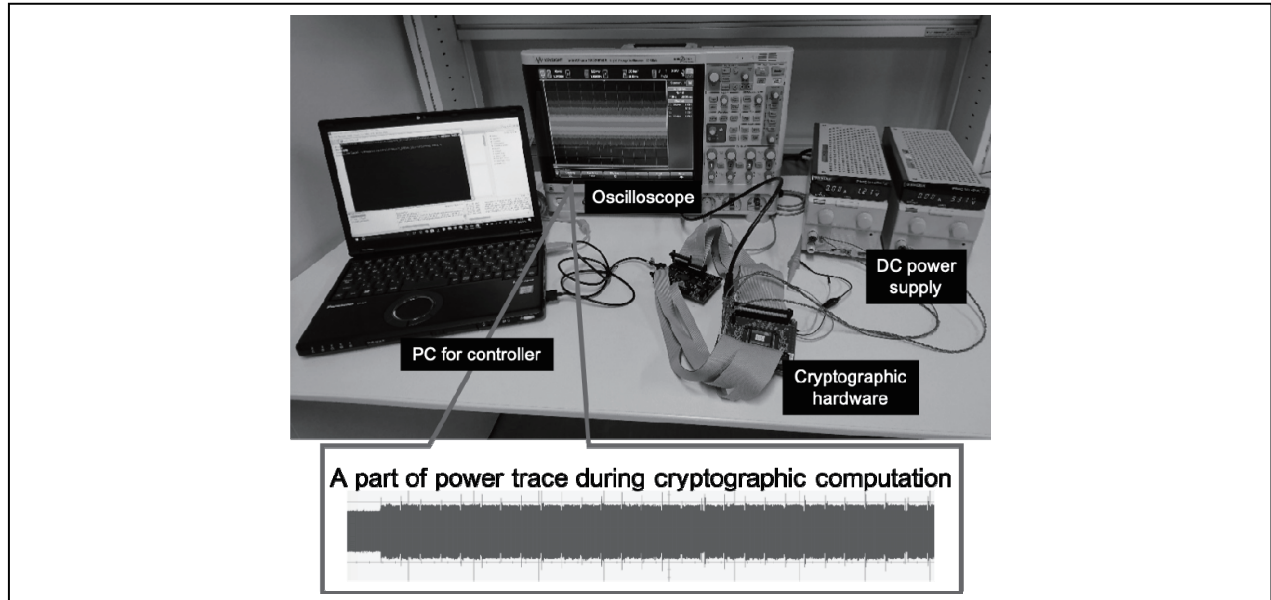 Oscilloscope
DC power
supply
PC for controller
Cryptographic
hardware
A part of power trace during cryptographic computation